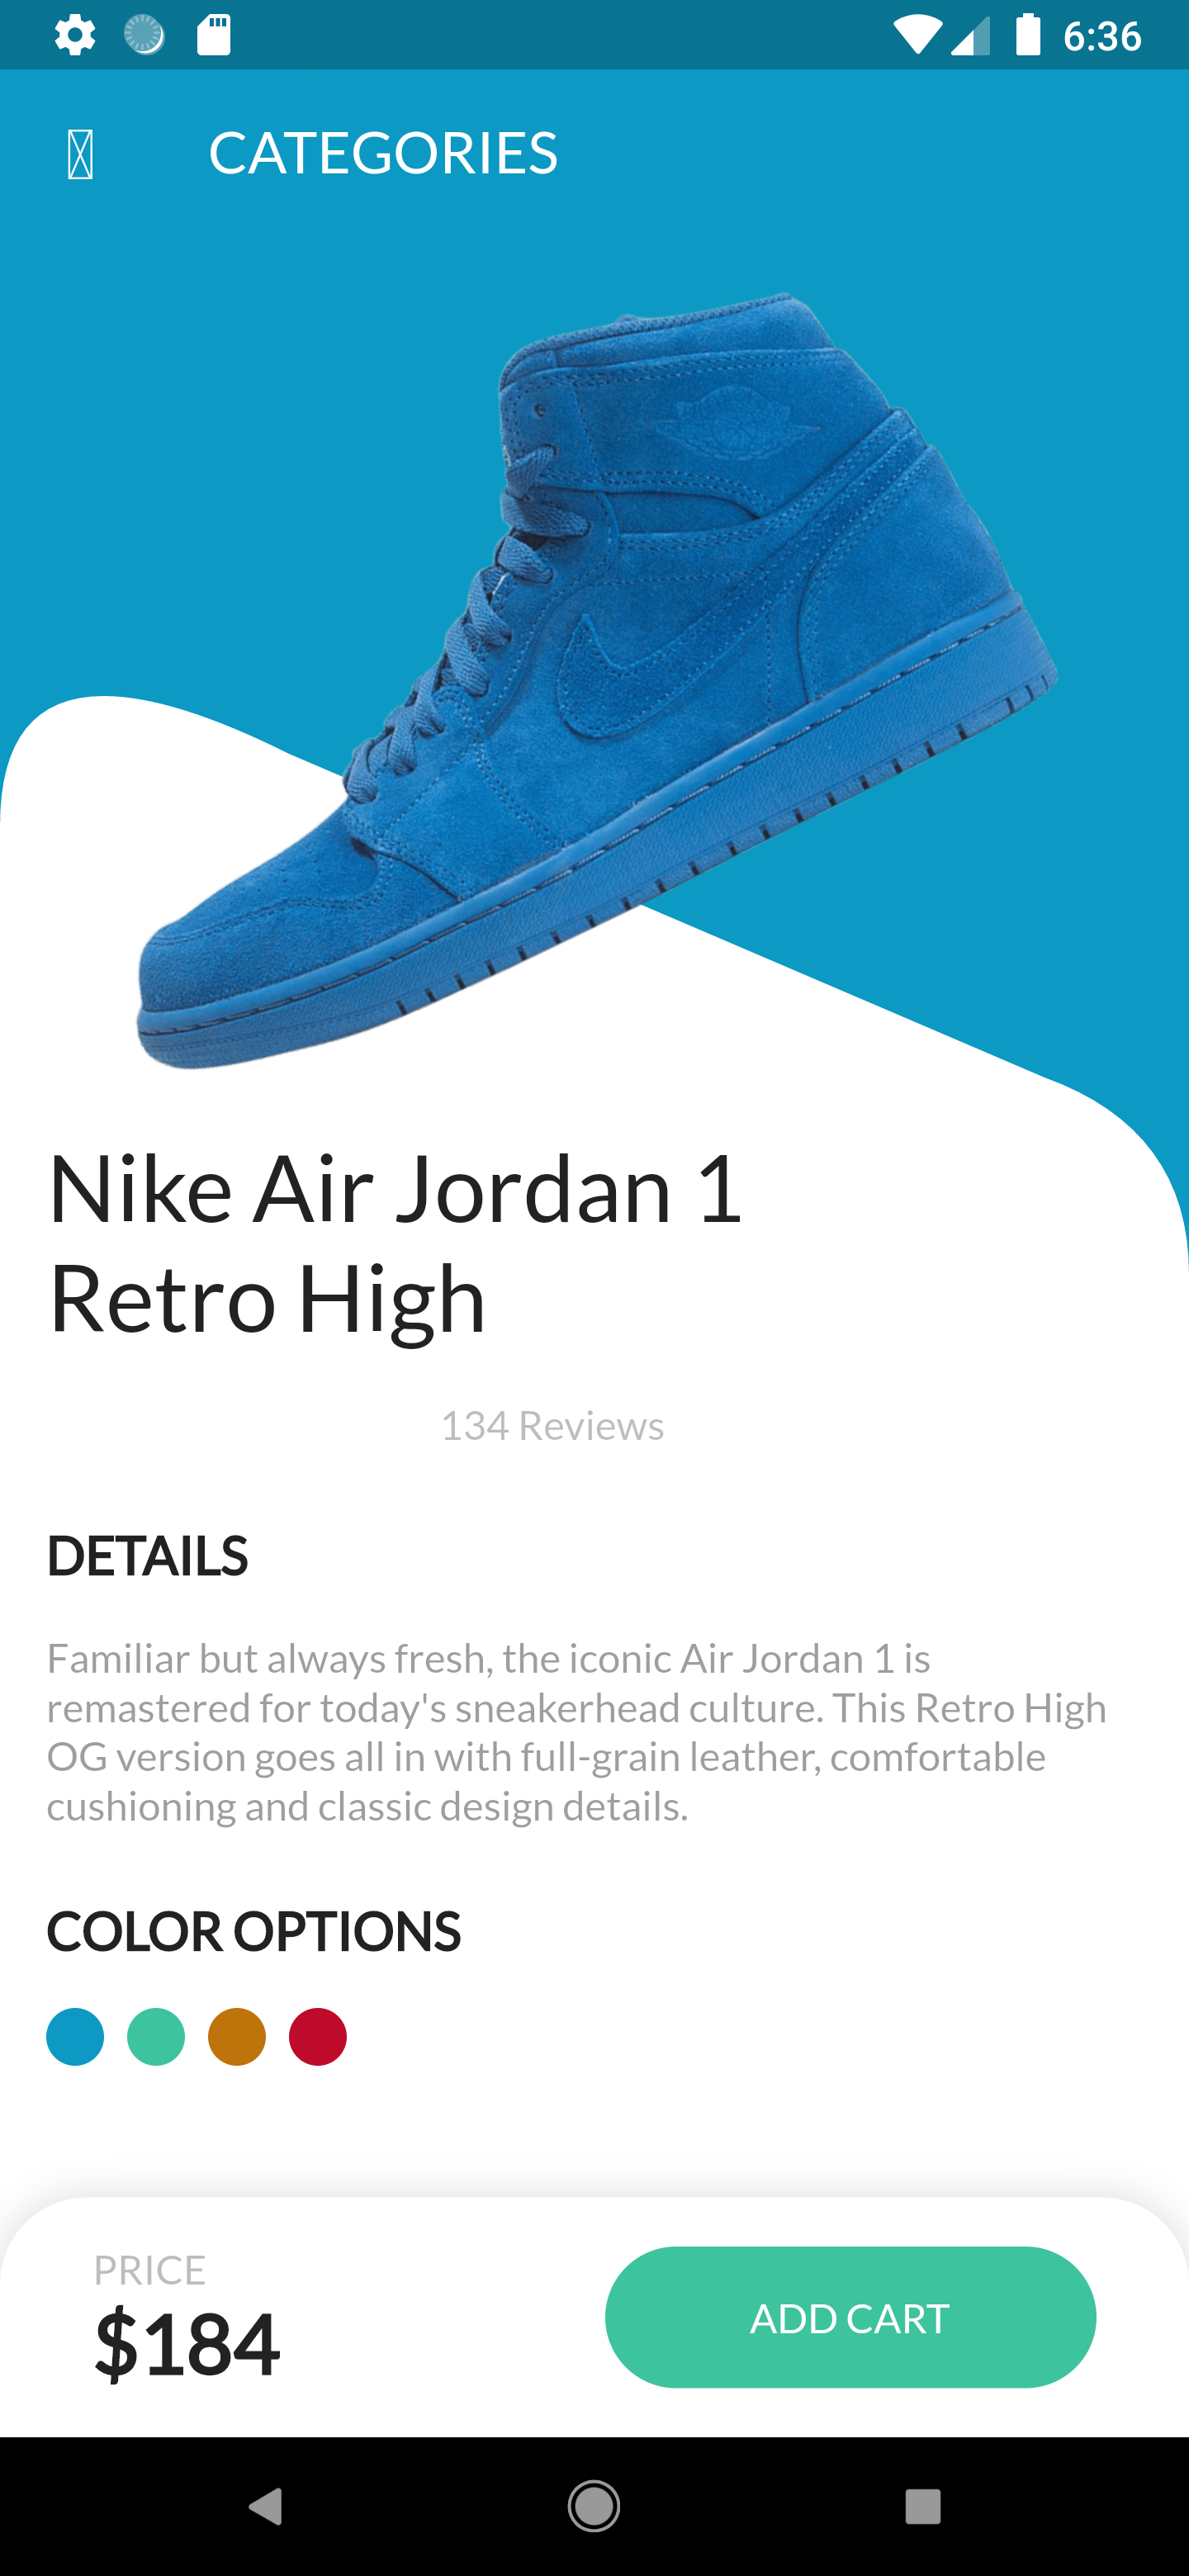 6:36
CATEGORIES
Nike Air Jordan 1
Retro High
134 Reviews
DETAILS
Familiar but always fresh, the iconic Air Jordan 1 is
remastered for today's sneakerhead culture. This Retro High
OG version goes all in with full-grain leather, comfortable
cushioning and classic design details.
COLOR OPTIONS
PRICE
$184
ADD CART